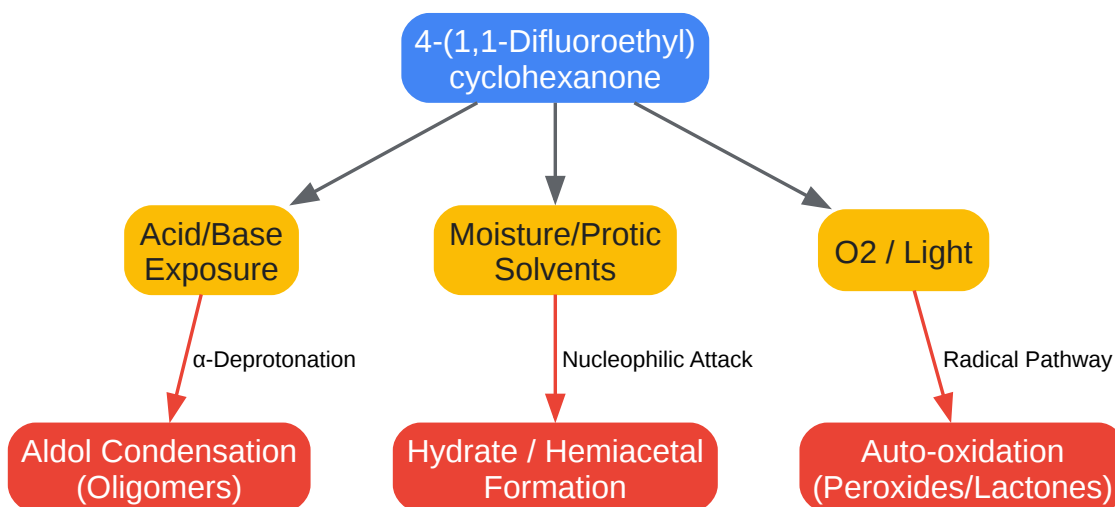 4-(1,1-Difluoroethyl)
cyclohexanone
Acid/Base
Exposure
Moisture/Protic
Solvents
O2 / Light
α-Deprotonation
Nucleophilic Attack
Radical Pathway
Aldol Condensation
(Oligomers)
Hydrate / Hemiacetal
Formation
Auto-oxidation
(Peroxides/Lactones)